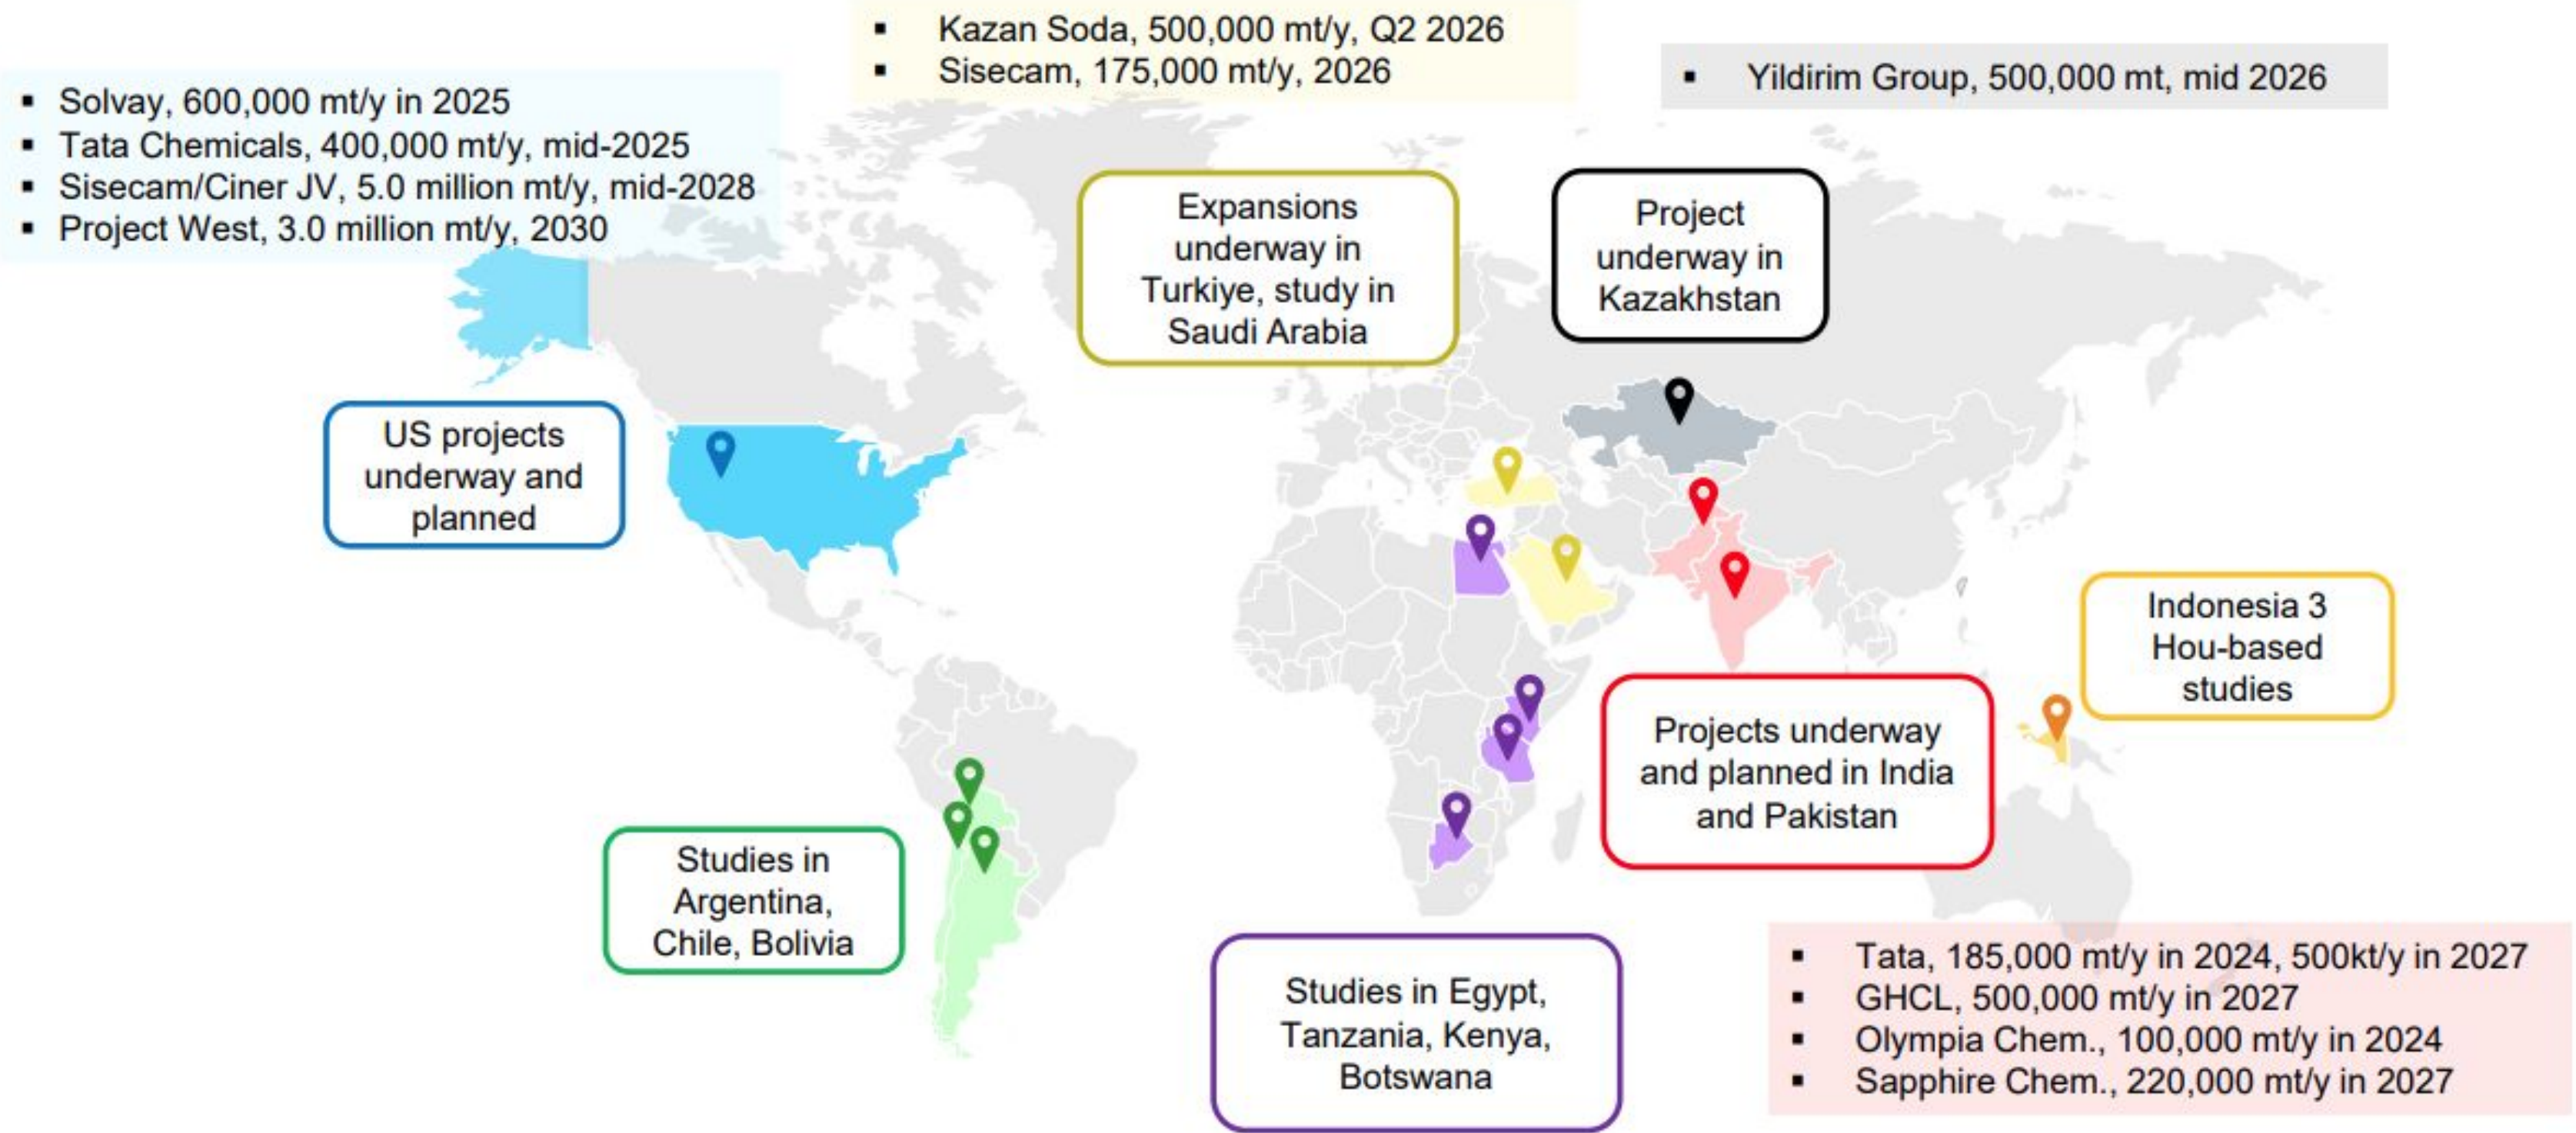 ▪ Kazan Soda, 500,000 mt/y, Q2 2026
▪ Sisecam, 175,000 mt/y, 2026
▪ Yildirim Group, 500,000 mt, mid 2026
▪ Solvay, 600,000 mt/y in 2025
▪ Tata Chemicals, 400,000 mt/y, mid-2025
▪ Sisecam/Ciner JV, 5.0 million mt/y, mid-2028
▪ Project West, 3.0 million mt/y, 2030
Expansions
underway in
Turkiye, study in
Saudi Arabia
Project
underway in
Kazakhstan
US projects
underway and
planned
Indonesia 3
Hou-based
studies
Projects underway
and planned in India
and Pakistan
Studies in
Argentina,
Chile, Bolivia
Studies in Egypt,
Tanzania, Kenya,
Botswana
▪ Tata, 185,000 mt/y in 2024, 500kt/y in 2027
▪ GHCL, 500,000 mt/y in 2027
▪ Olympia Chem., 100,000 mt/y in 2024
▪ Sapphire Chem., 220,000 mt/y in 2027